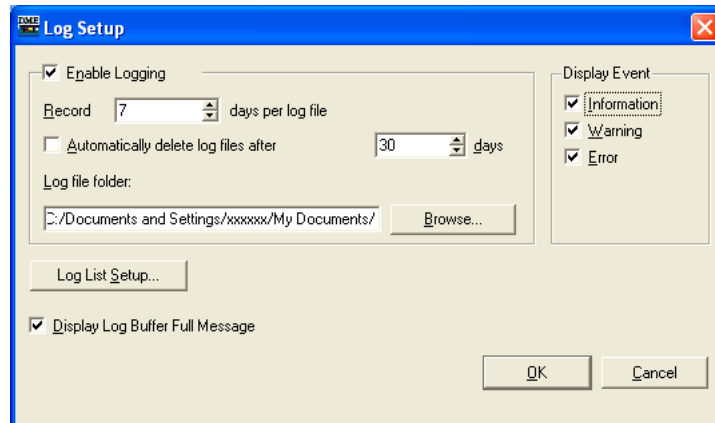 DME
Log Setup
Enable Logging
Record 7 days per log file
Automatically delete log files after 30 days
Log file folder:
C:/Documents and Settings/xxxxxx/My Documents/ Browse...
Display Event
Information
Warning
Error
Log List Setup...
Display Log Buffer Full Message
OK Cancel